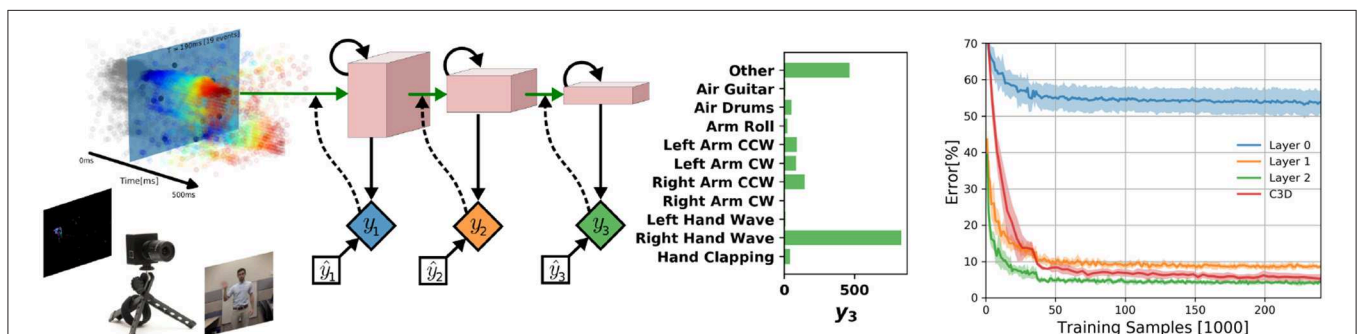 T = 190ms [19 events]
0ms
Time[ms]
500ms
y₁
y₂
y₃
ŷ₁
ŷ₂
ŷ₃
Other
Air Guitar
Air Drums
Arm Roll
Left Arm CCW
Left Arm CW
Right Arm CCW
Right Arm CW
Left Hand Wave
Right Hand Wave
Hand Clapping
0
500
y₃
Error[%]
70
60
50
40
30
20
10
0
Layer 0
Layer 1
Layer 2
C3D
0
50
100
150
200
Training Samples [1000]